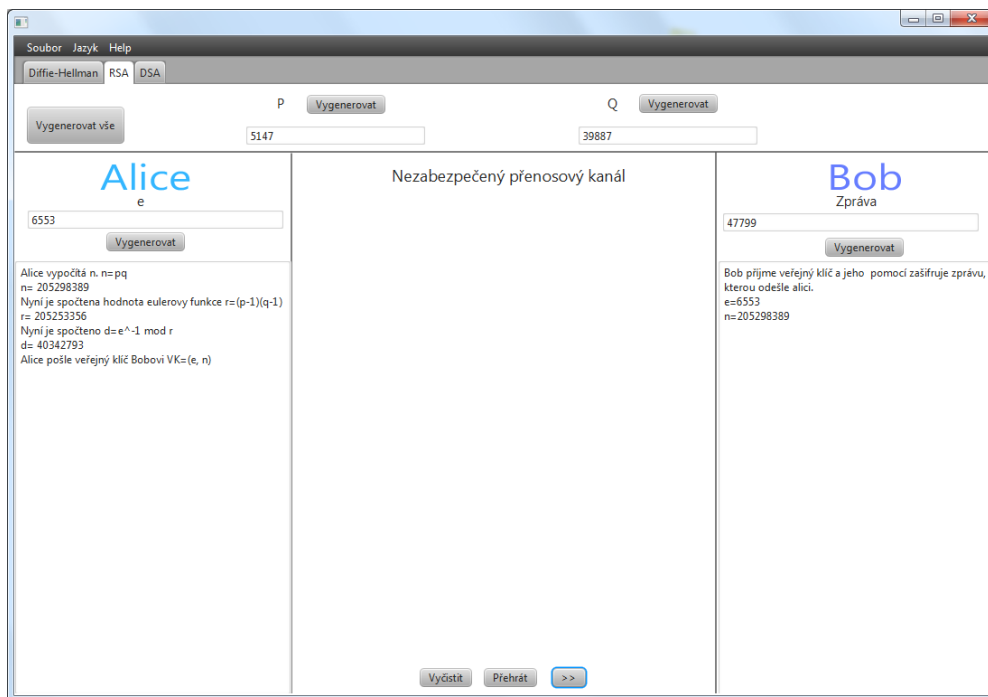 Soubor Jazyk Help
Diffie-Hellman RSA DSA
Vygenerovat vše
P Vygenerovat
5147
Q Vygenerovat
39887
Alice
e
6553
Vygenerovat
Alice vypočítá n. n=pq
n= 205298389
Nyní je spočtena hodnota eulerovy funkce r=(p-1)(q-1)
r= 205253356
Nyní je spočteno d=e^-1 mod r
d= 40342793
Alice pošle veřejný klíč Bobovi VK=(e, n)
Nezabezpečený přenosový kanál
Vyčistit Přehrát >>
Bob
Zpráva
47799
Vygenerovat
Bob příjme veřejný klíč a jeho pomocí zašifruje zprávu,
kterou odešle alici.
e=6553
n=205298389